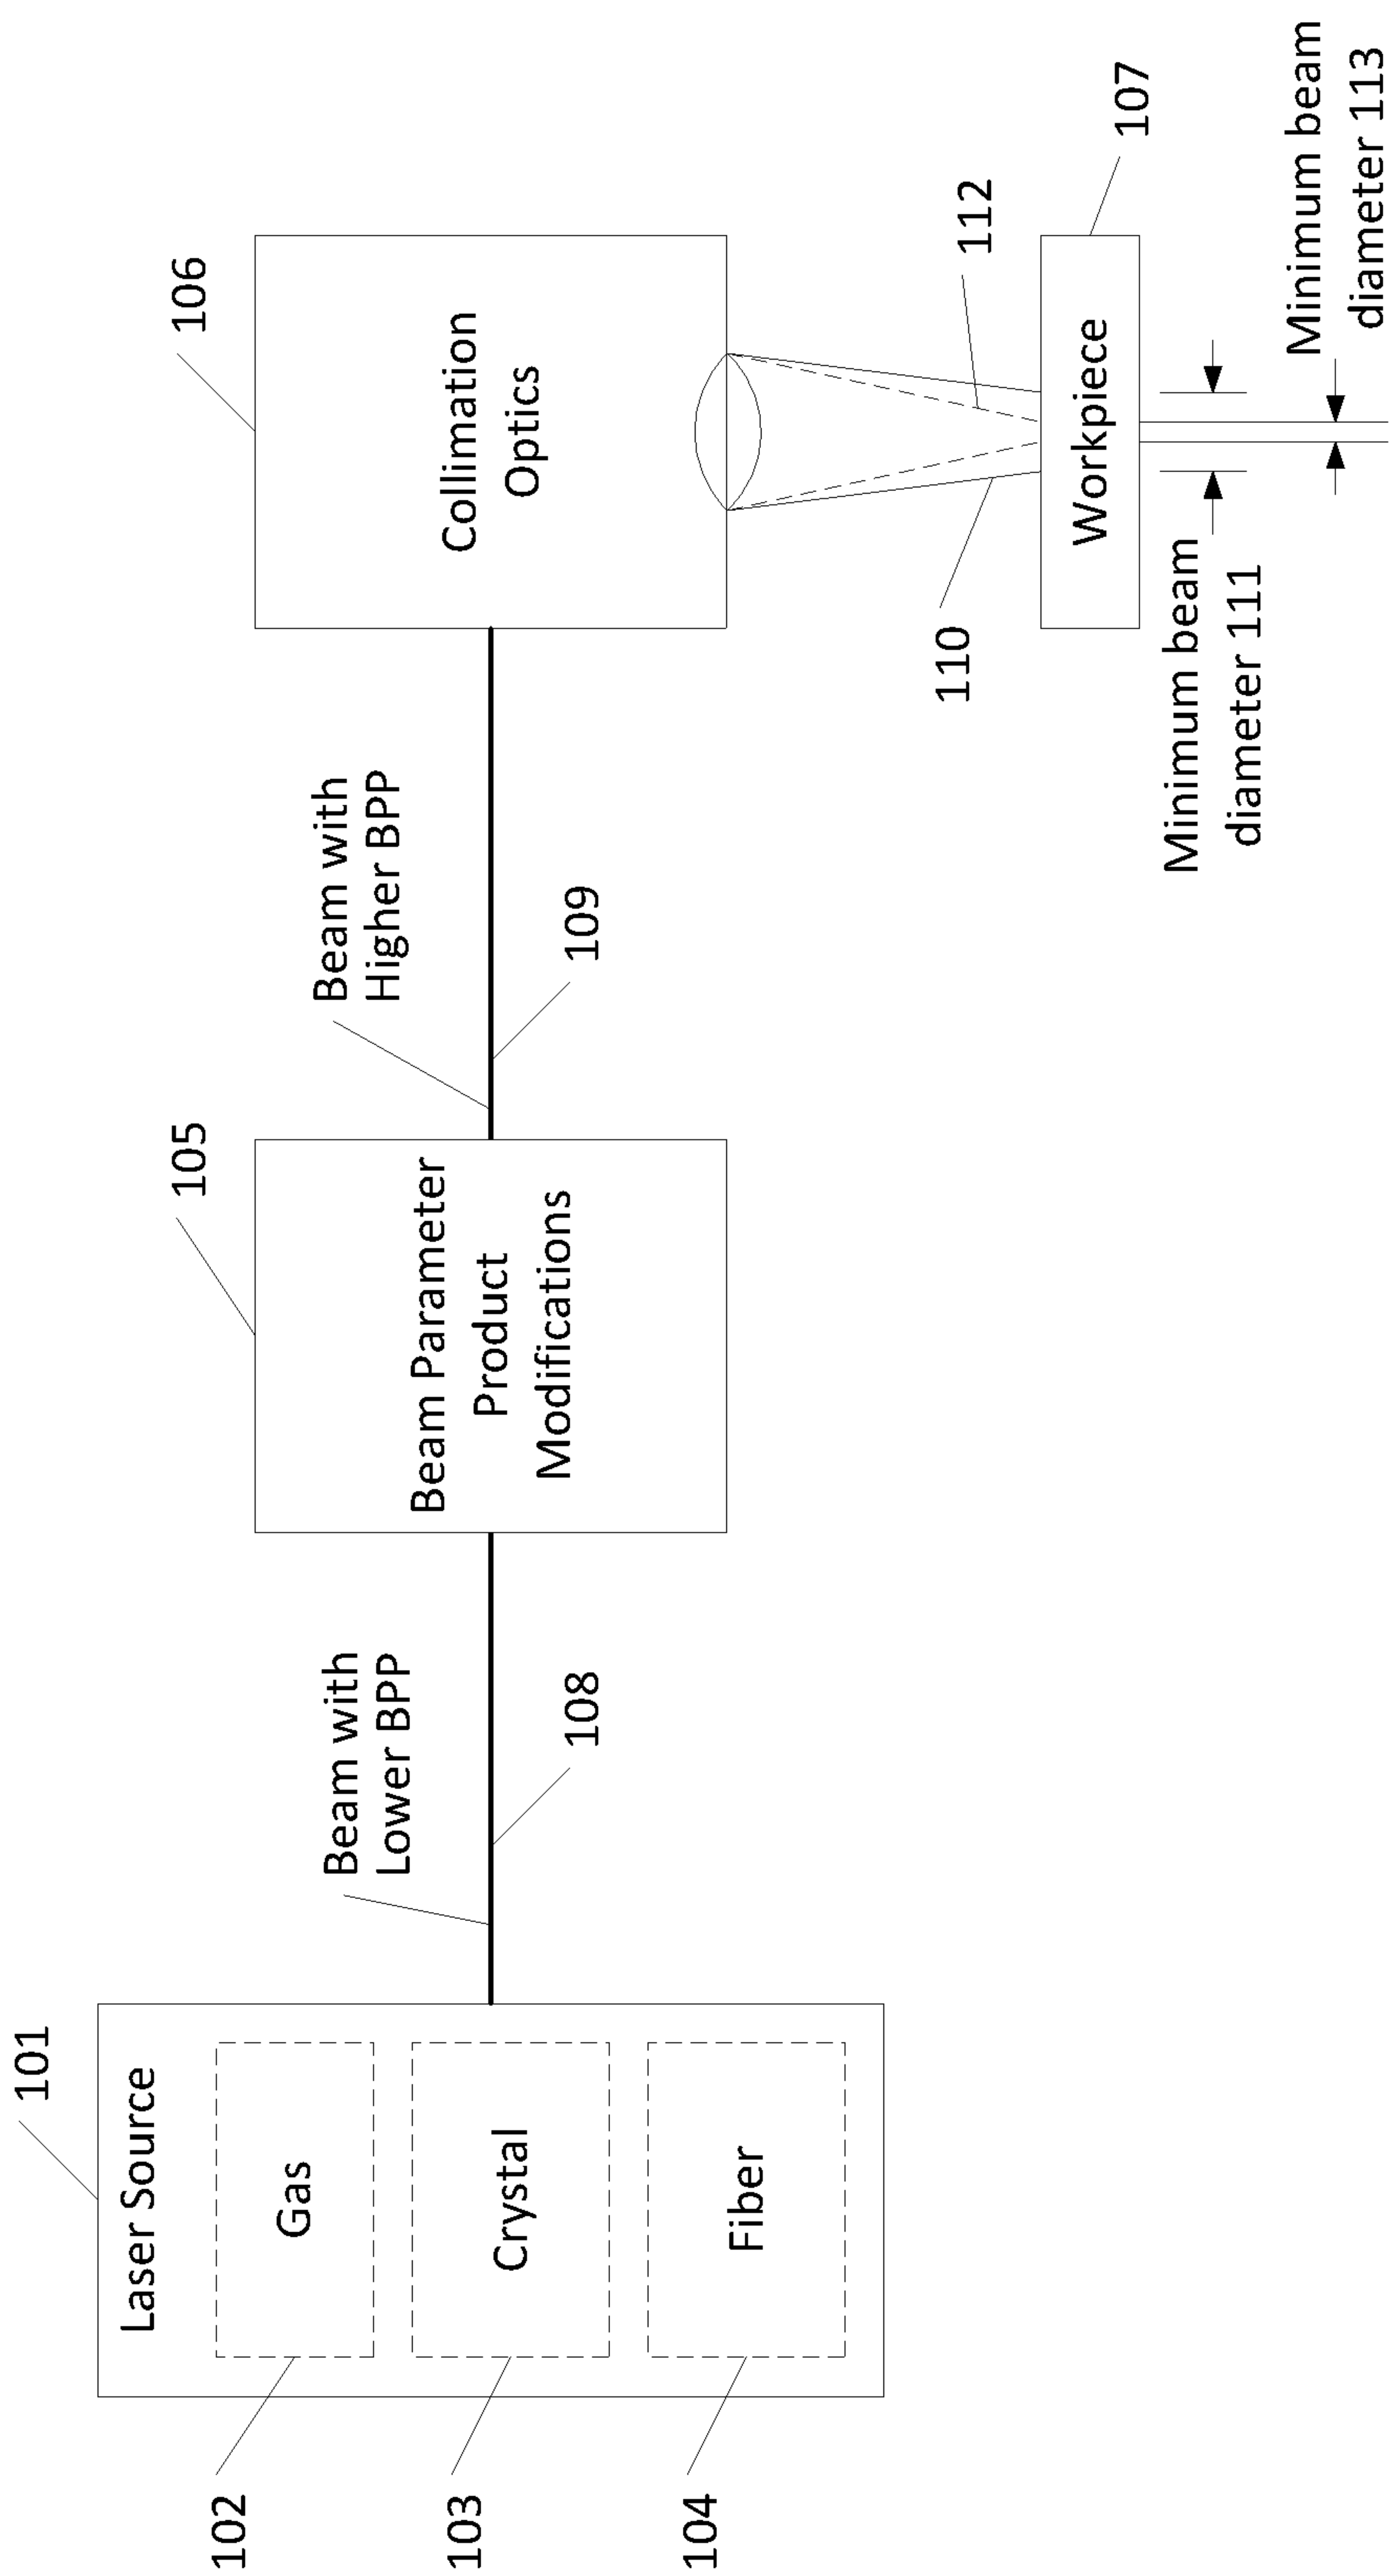 101
Laser Source
Gas
Crystal
Fiber
102
103
104
Beam with
Lower BPP
108
105
Beam Parameter
Product
Modifications
Beam with
Higher BPP
109
106
Collimation
Optics
110
112
Workpiece
107
Minimum beam
diameter 111
Minimum beam
diameter 113